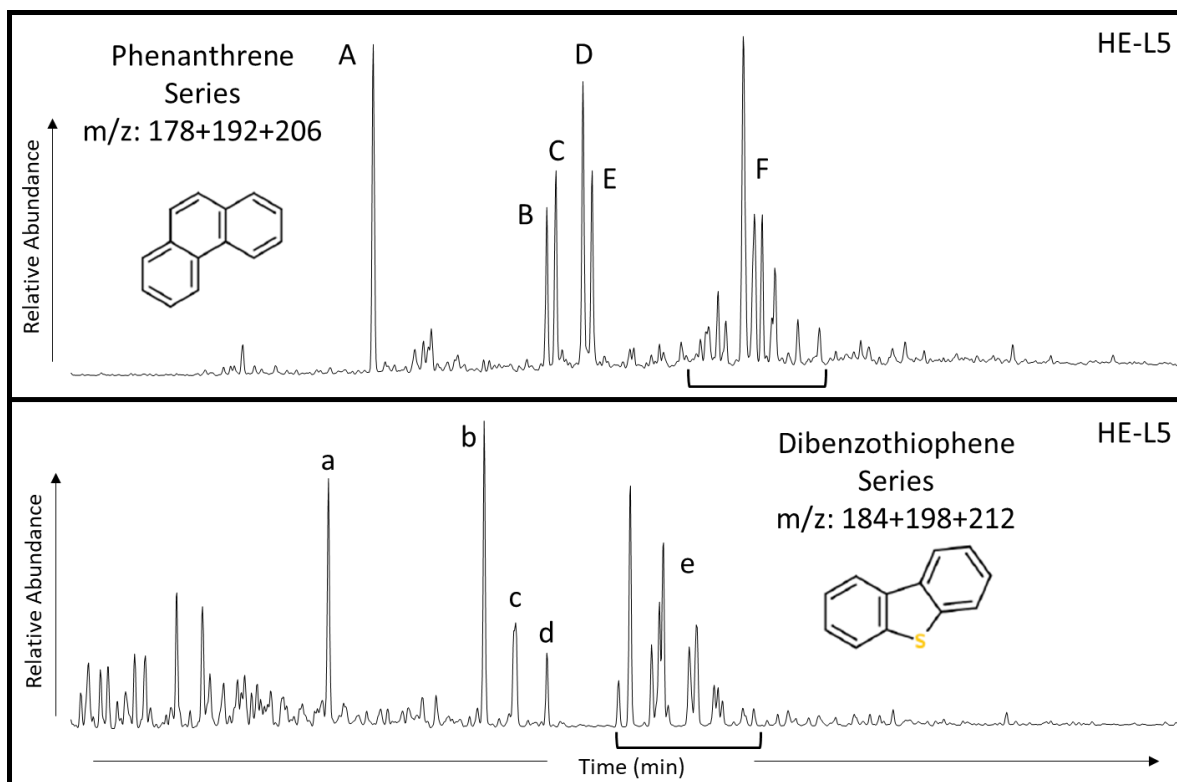 HE-L5
Phenanthrene
Series
m/z: 178+192+206
A
B
C
D
E
F
Relative Abundance
HE-L5
Dibenzothiophene
Series
m/z: 184+198+212
S
a
b
c
d
e
Relative Abundance
Time (min)